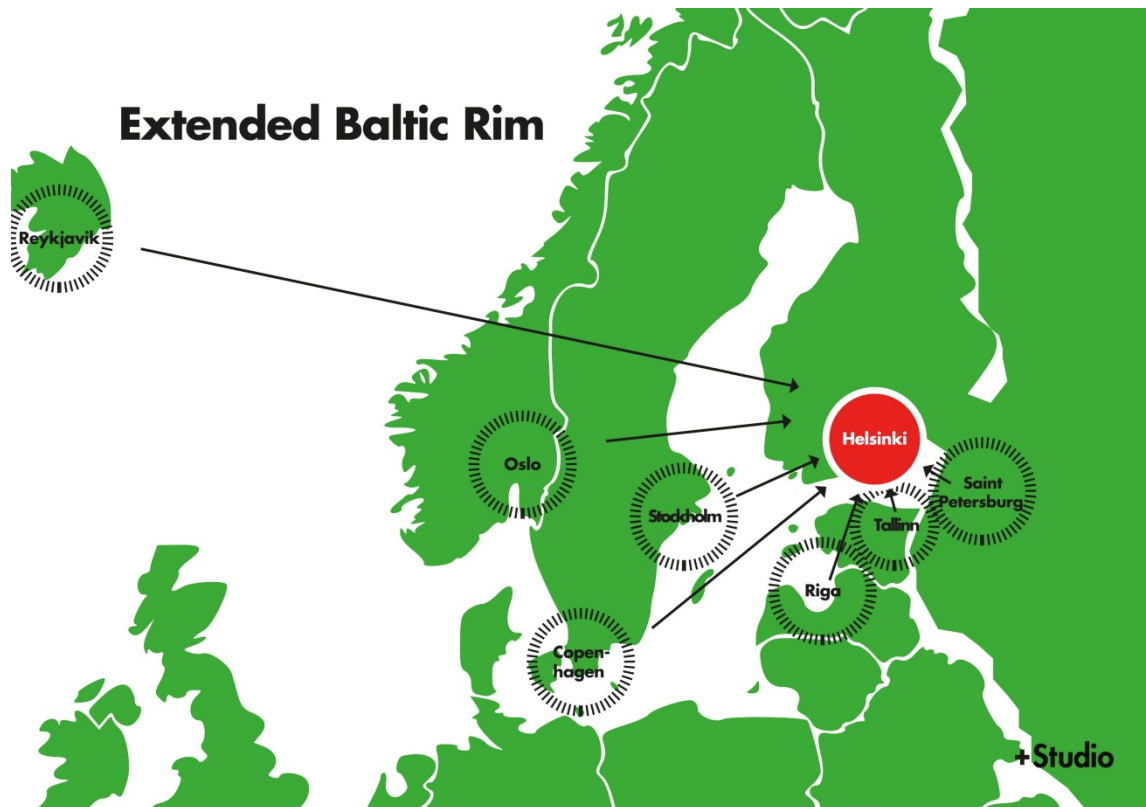 Extended Baltic Rim
Reykjavik
Helsinki
Oslo
Saint
Petersburg
Stockholm
Tallinn
Riga
Copen-
hagen
+Studio